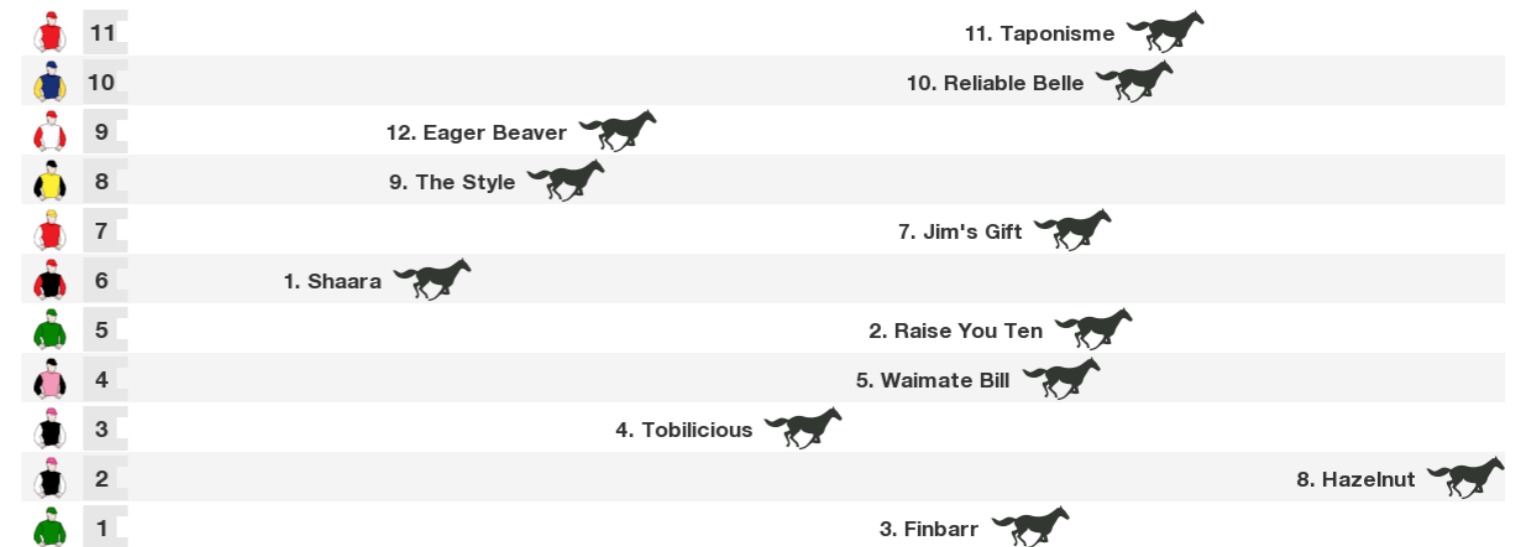 11 11. Taponisme
10 10. Reliable Belle
9 12. Eager Beaver
8 9. The Style
7 7. Jim's Gift
6 1. Shaara
5 2. Raise You Ten
4 5. Waimate Bill
3 4. Tobilicious
2 8. Hazelnut
1 3. Finbarr